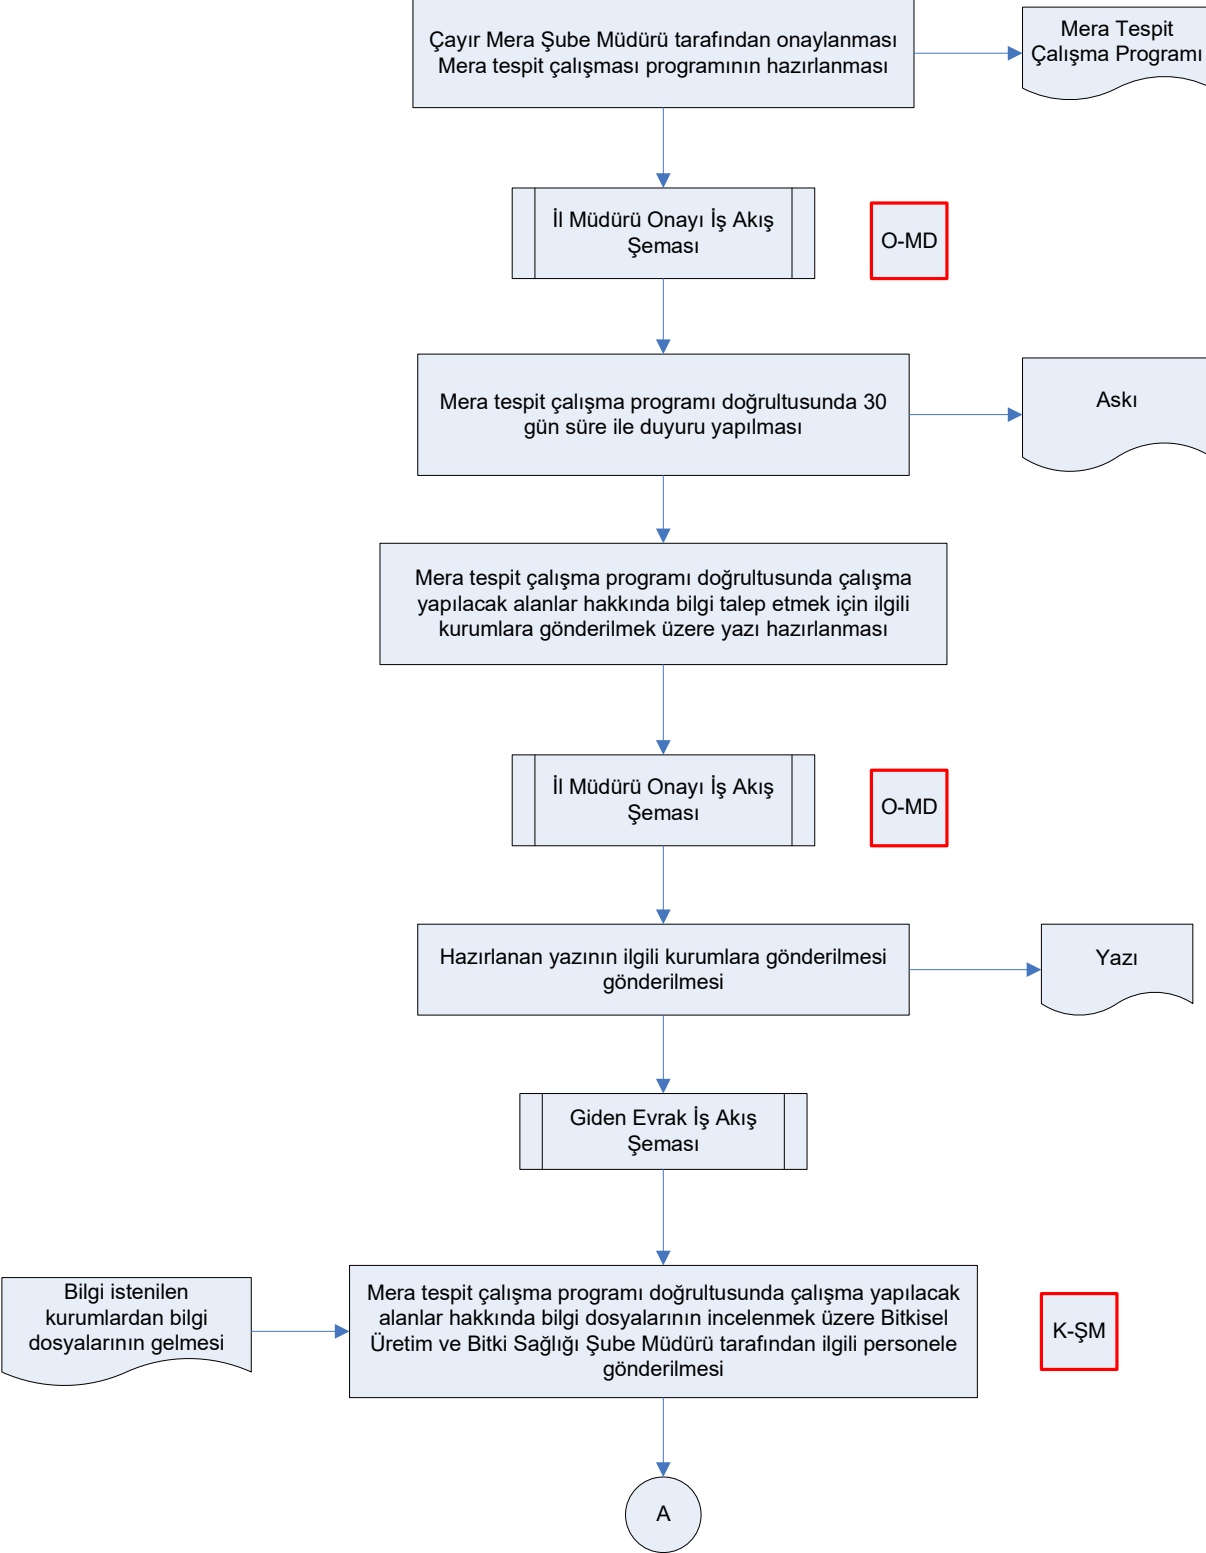 Çayır Mera Şube Müdürü tarafından onaylanması
Mera tespit çalışması programının hazırlanması
Mera Tespit
Çalışma Programı
İl Müdürü Onayı İş Akış
Şeması
O-MD
Mera tespit çalışma programı doğrultusunda 30
gün süre ile duyuru yapılması
Askı
Mera tespit çalışma programı doğrultusunda çalışma
yapılacak alanlar hakkında bilgi talep etmek için ilgili
kurumlara gönderilmek üzere yazı hazırlanması
İl Müdürü Onayı İş Akış
Şeması
O-MD
Hazırlanan yazının ilgili kurumlara gönderilmesi
gönderilmesi
Yazı
Giden Evrak İş Akış
Şeması
Bilgi istenilen
kurumlardan bilgi
dosyalarının gelmesi
Mera tespit çalışma programı doğrultusunda çalışma yapılacak
alanlar hakkında bilgi dosyalarının incelenmek üzere Bitkisel
Üretim ve Bitki Sağlığı Şube Müdürü tarafından ilgili personele
gönderilmesi
K-ŞM
A